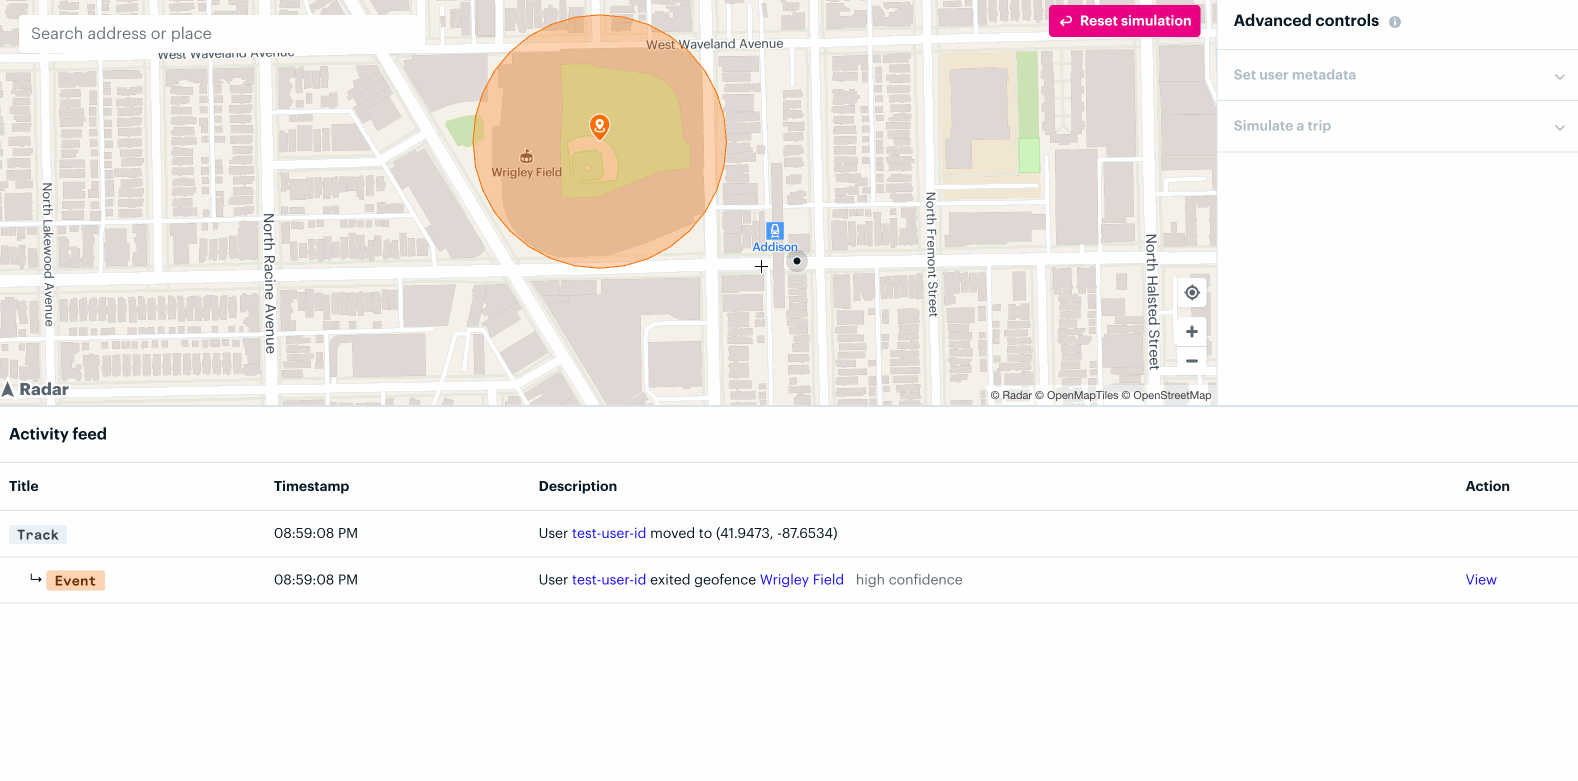 Search address or place
West Waveland Avenue
West Waveland Avenue
Reset simulation
Advanced controls
Set user metadata
Simulate a trip
Wrigley Field
Addison
North Lakewood Avenue
North Racine Avenue
North Fremont Street
North Halsted Street
Radar
© Radar © OpenMapTiles © OpenStreetMap
Activity feed
Title Timestamp Description Action
Track 08:59:08 PM User test-user-id moved to (41.9473, -87.6534)
Event 08:59:08 PM User test-user-id exited geofence Wrigley Field high confidence View